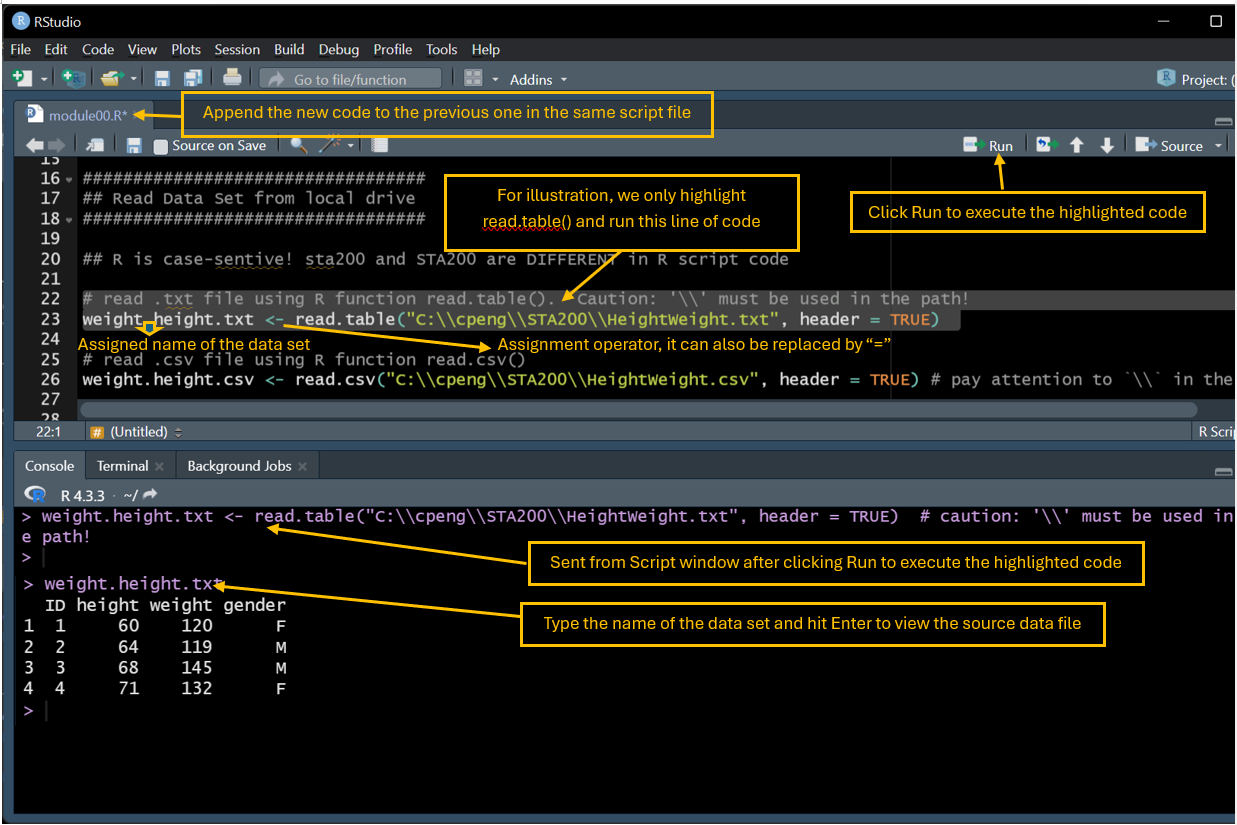 RStudio
File Edit Code View Plots Session Build Debug Profile Tools Help
Go to file/function Addins Project: (
module00.R*
Append the new code to the previous one in the same script file
Source on Save Run Source
15
16 ##################################
17 ## Read Data Set from local drive
18 ##################################
For illustration, we only highlight
read.table() and run this line of code
Click Run to execute the highlighted code
19
20 ## R is case-sentive! sta200 and STA200 are DIFFERENT in R script code
21
22 # read .txt file using R function read.table(). Caution: '\\' must be used in the path!
23 weight.height.txt <- read.table("C:\\cpeng\\STA200\\HeightWeight.txt", header = TRUE)
24
Assigned name of the data set
Assignment operator, it can also be replaced by “=”
25 # read .csv file using R function read.csv()
26 weight.height.csv <- read.csv("C:\\cpeng\\STA200\\HeightWeight.csv", header = TRUE) # pay attention to `\\` in the
27
28
22:1 # (Untitled) R Scri
Console Terminal Background Jobs
R 4.3.3 · ~/
> weight.height.txt <- read.table("C:\\cpeng\\STA200\\HeightWeight.txt", header = TRUE) # caution: '\\' must be used in
e path!
>
Sent from Script window after clicking Run to execute the highlighted code
> weight.height.txt
Type the name of the data set and hit Enter to view the source data file
ID height weight gender
1 1 60 120 F
2 2 64 119 M
3 3 68 145 M
4 4 71 132 F
>